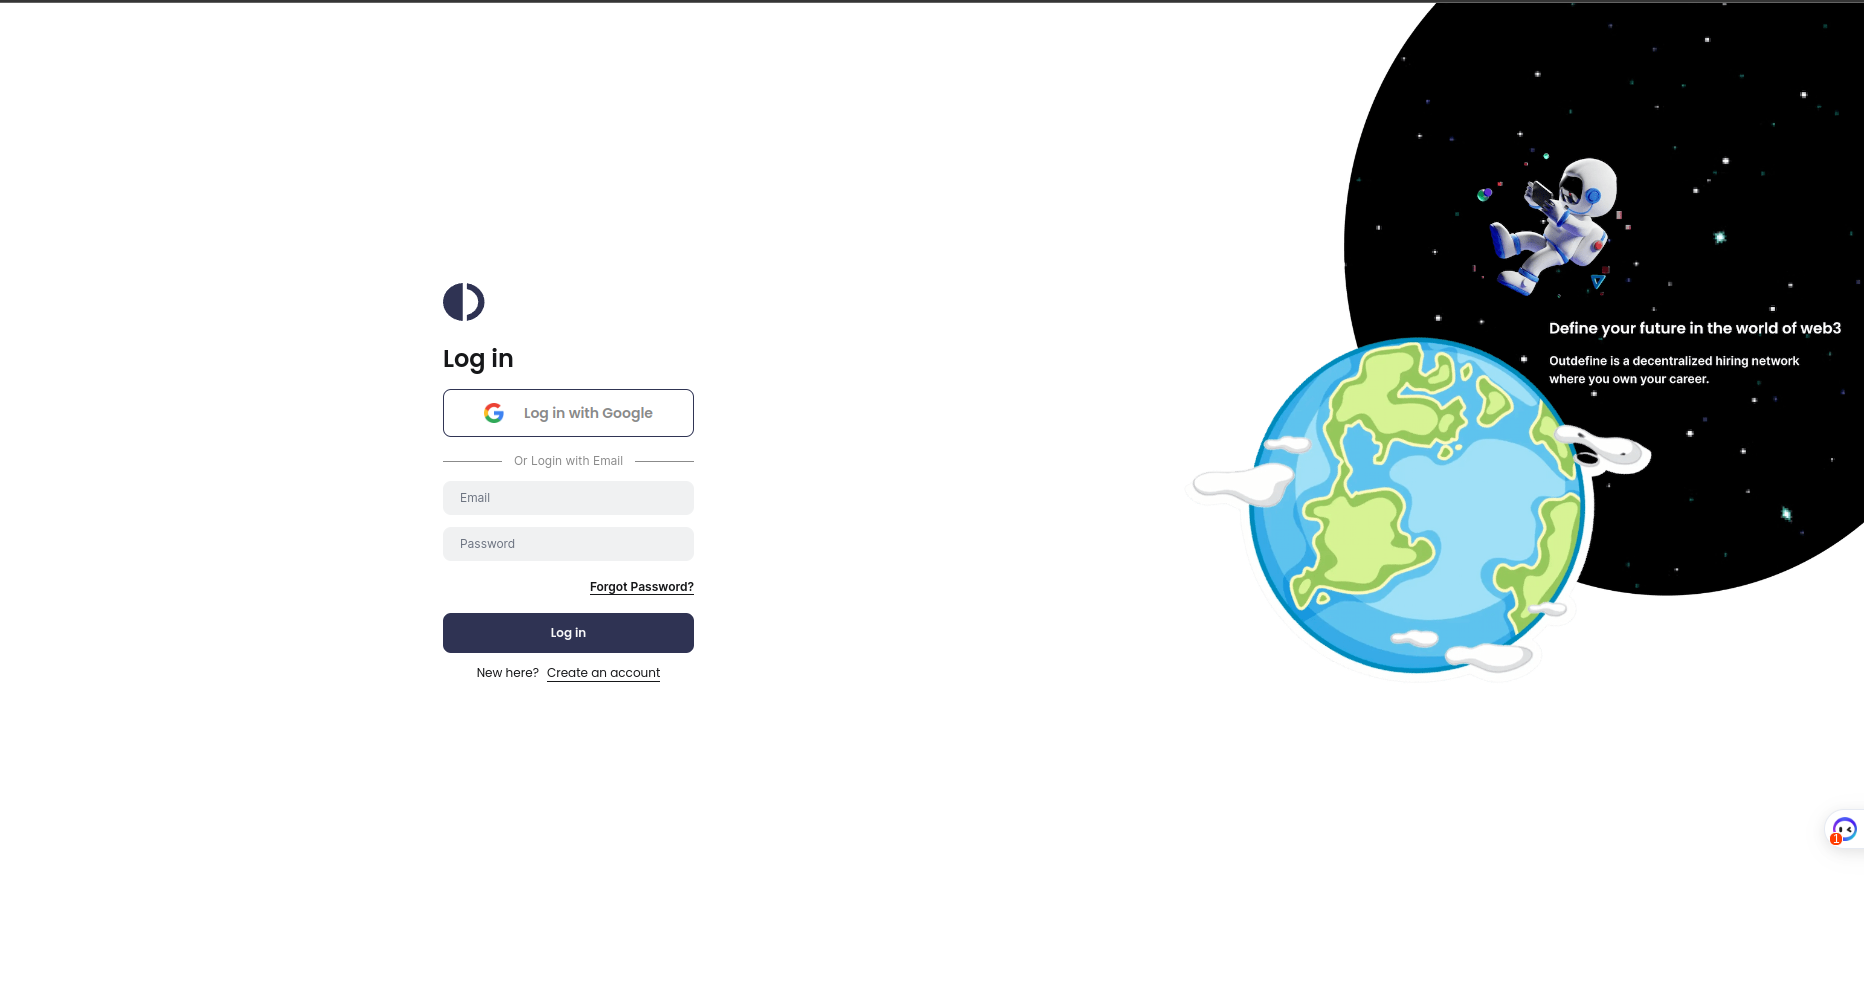 Log in
Log in with Google
Or Login with Email
Email
Password
Forgot Password?
Log in
New here? Create an account
Define your future in the world of web3
Outdefine is a decentralized hiring network
where you own your career.
1